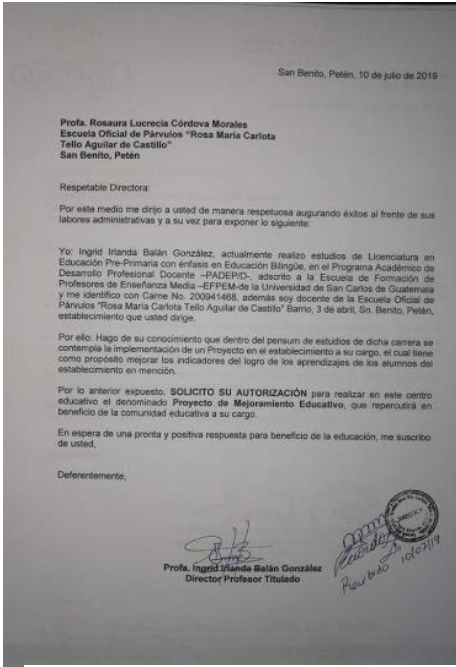 San Benito, Petén, 10 de julio de 2019
Profa. Rosaura Lucrecia Córdova Morales
Escuela Oficial de Párvulos "Rosa María Carlota
Tello Aguilar de Castillo"
San Benito, Petén
Respetable Directora:
Por este medio me dirijo a usted de manera respetuosa augurando éxitos al frente de sus
labores administrativas y a su vez para exponer lo siguiente:
Yo: Ingrid Irlanda Balán González, actualmente realizo estudios de Licenciatura en
Educación Pre-Primaria con énfasis en Educación Bilingüe, en el Programa Académico de
Desarrollo Profesional Docente –PADEP/D-, adscrito a la Escuela de Formación de
Profesores de Enseñanza Media –EFPEM-de la Universidad de San Carlos de Guatemala
y me identifico con Carne No. 200941468, además soy docente de la Escuela Oficial de
Párvulos "Rosa María Carlota Tello Aguilar de Castillo" Barrio, 3 de abril, Sn. Benito, Petén,
establecimiento que usted dirige.
Por ello: Hago de su conocimiento que dentro del pensum de estudios de dicha carrera se
contempla la implementación de un Proyecto en el establecimiento a su cargo, el cual tiene
como propósito mejorar los indicadores del logro de los aprendizajes de los alumnos del
establecimiento en mención.
Por lo anterior expuesto, SOLICITO SU AUTORIZACIÓN para realizar en este centro
educativo el denominado Proyecto de Mejoramiento Educativo, que repercutirá en
beneficio de la comunidad educativa a su cargo.
En espera de una pronta y positiva respuesta para beneficio de la educación, me suscribo
de usted,
Deferentemente,
Profa. Ingrid Irlanda Balán González
Director Profesor Titulado
DIRECCIÓN
Recibido 10/07/19